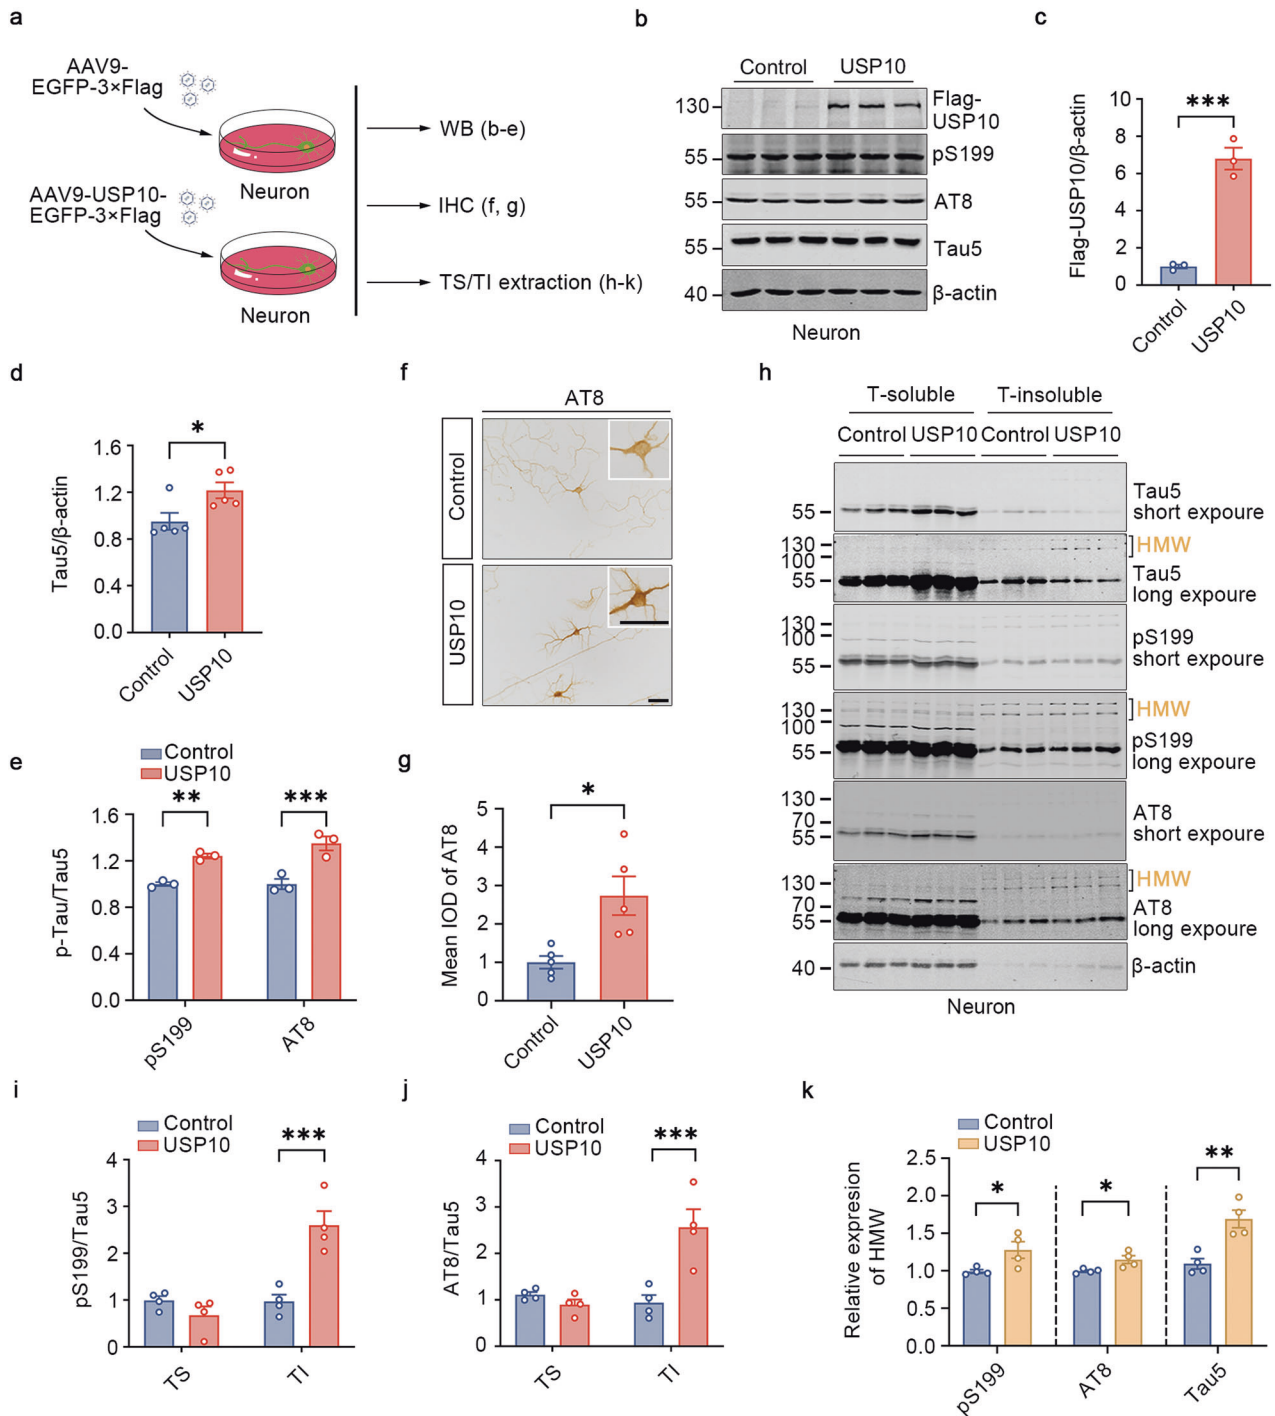 a
AAV9-
EGFP-3×Flag
Neuron
AAV9-USP10-
EGFP-3×Flag
Neuron
WB (b-e)
IHC (f, g)
TS/TI extraction (h-k)
b
Control USP10
130
Flag-
USP10
55
pS199
55
AT8
55
Tau5
40
β-actin
Neuron
c
Flag-USP10/β-actin
10
8
6
4
2
0
***
Control
USP10
d
Tau5/β-actin
1.6
1.2
0.8
0.4
0.0
*
Control
USP10
f
AT8
Control
USP10
h
T-soluble T-insoluble
Control USP10 Control USP10
55
Tau5
short expoure
130
100
55
HMW
Tau5
long expoure
130
100
55
pS199
short expoure
130
100
55
HMW
pS199
long expoure
130
70
55
AT8
short expoure
130
70
55
HMW
AT8
long expoure
40
β-actin
Neuron
e
Control
USP10
p-Tau/Tau5
1.6
1.2
0.8
0.4
0.0
** ***
pS199
AT8
g
Mean IOD of AT8
5
4
3
2
1
0
*
Control
USP10
i
Control
USP10
pS199/Tau5
4
3
2
1
0
***
TS
TI
j
Control
USP10
AT8/Tau5
4
3
2
1
0
***
TS
TI
k
Control
USP10
Relative expresion
of HMW
2.5
2.0
1.5
1.0
0.5
0.0
* * **
pS199
AT8
Tau5